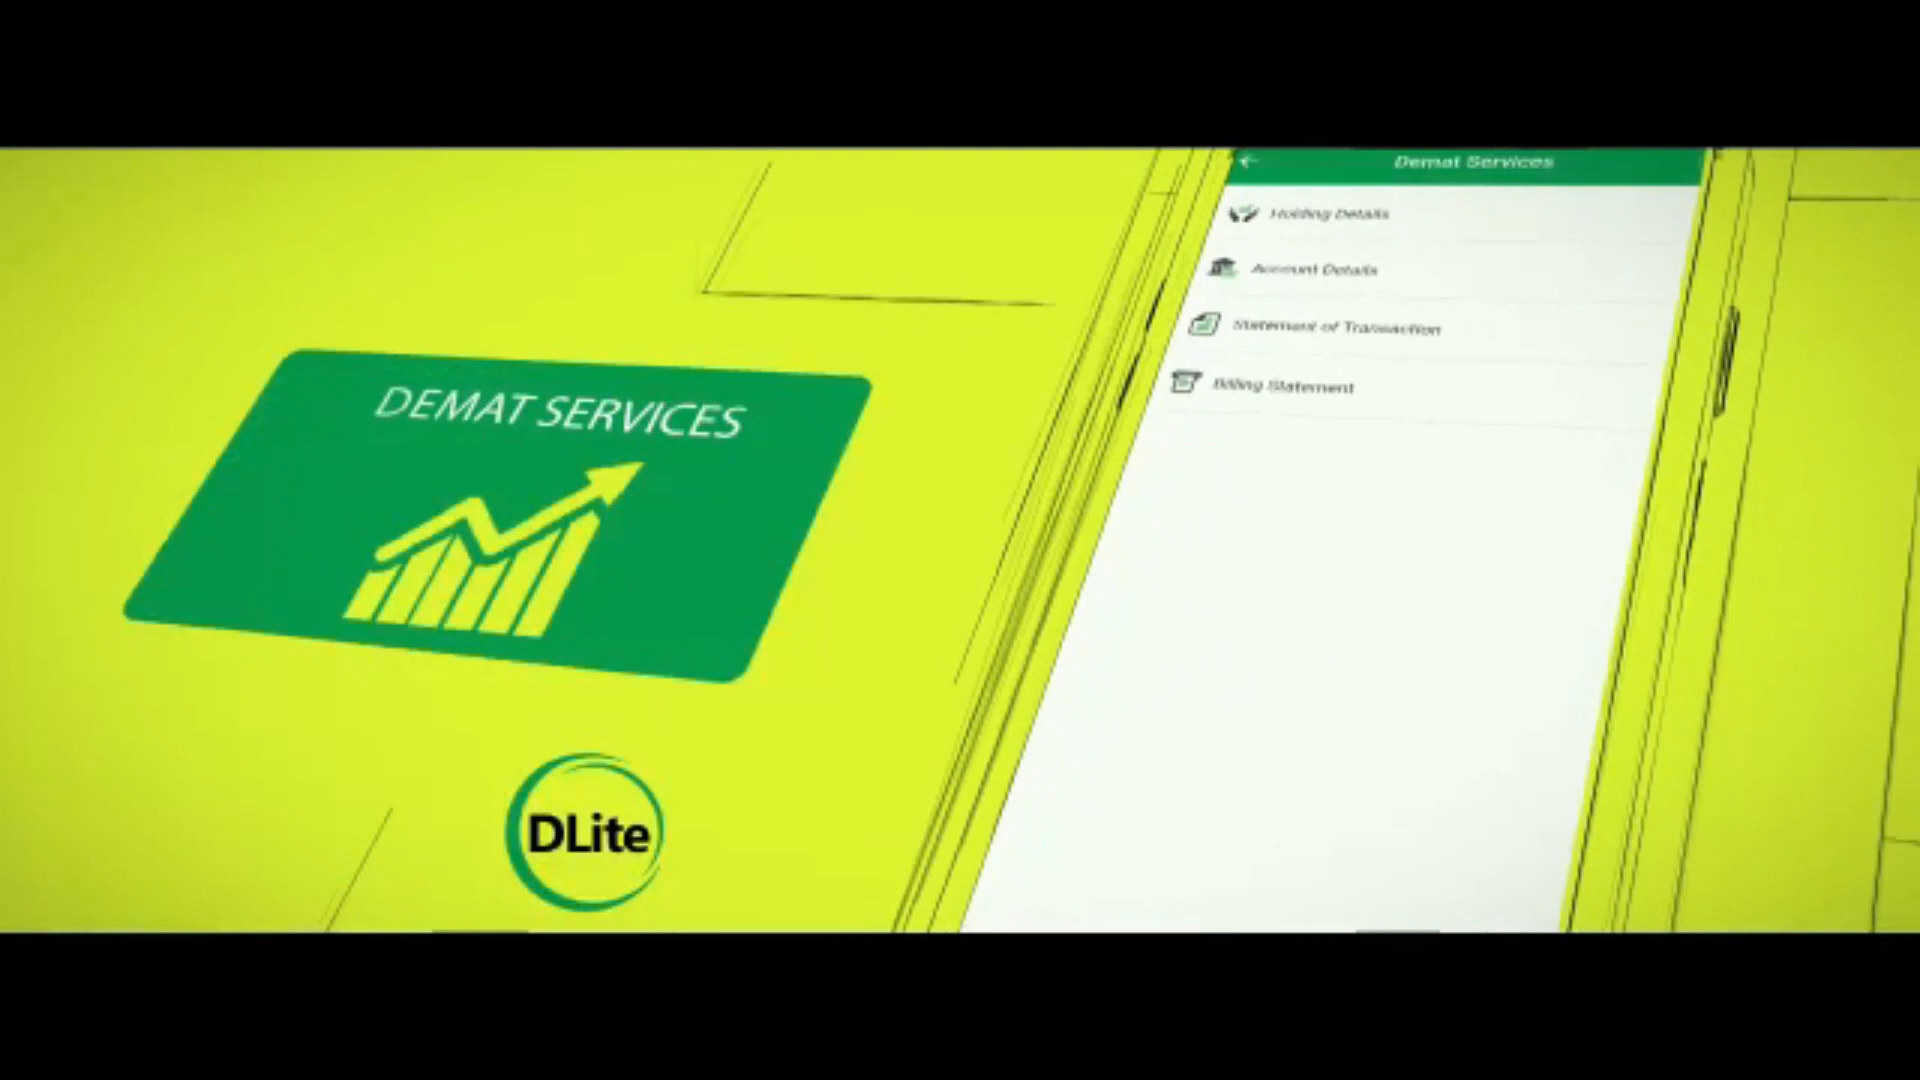 Demat Services
Holding Details
Account Details
Statement of Transaction
Billing Statement
DEMAT SERVICES
DLite